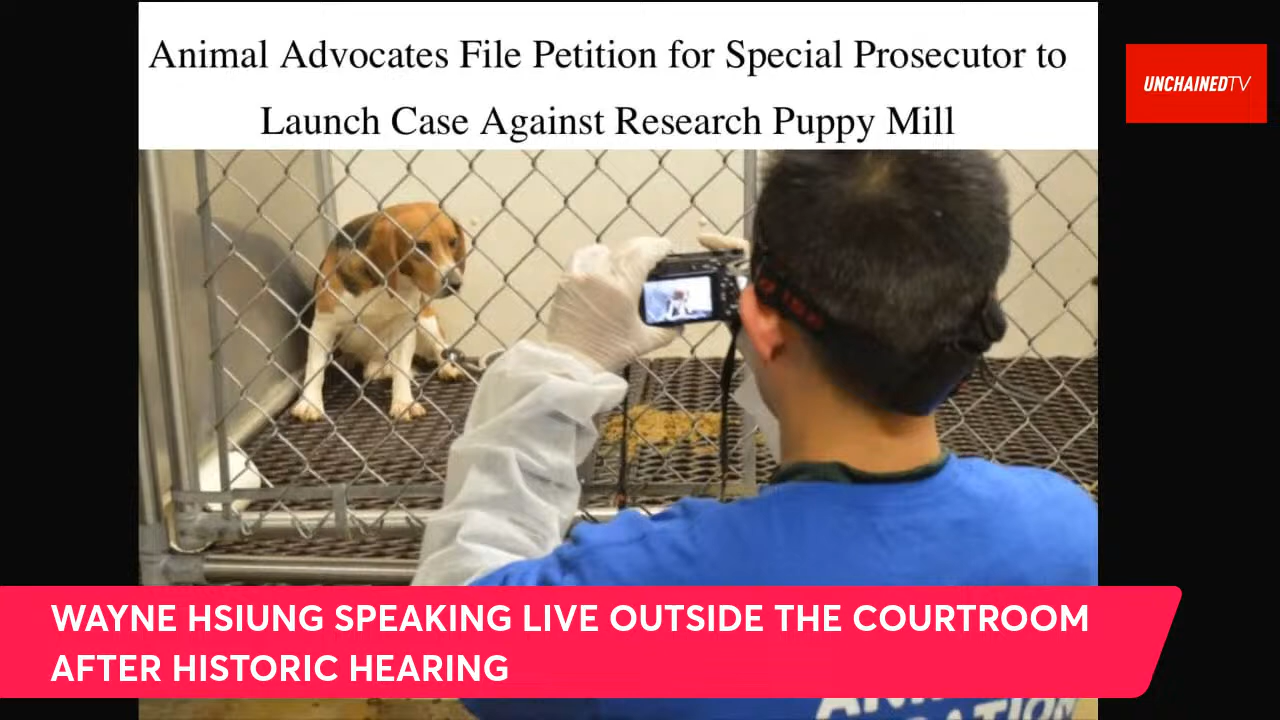 Animal Advocates File Petition for Special Prosecutor to
Launch Case Against Research Puppy Mill
UNCHAINEDTV
WAYNE HSIUNG SPEAKING LIVE OUTSIDE THE COURTROOM
AFTER HISTORIC HEARING